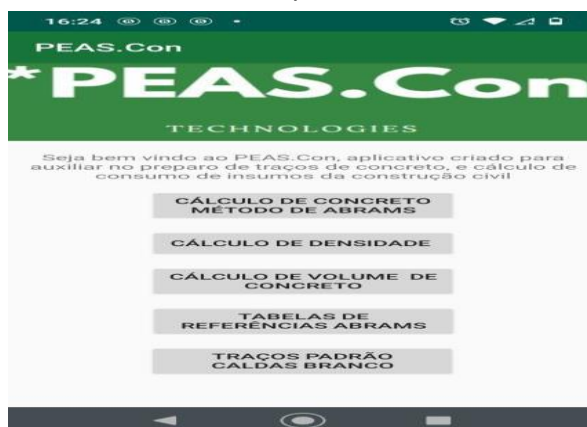 16:24
PEAS.Con
*PEAS.Con
TECHNOLOGIES
Seja bem vindo ao PEAS.Con, aplicativo criado para
auxiliar no preparo de traços de concreto, e cálculo de
consumo de insumos da construção civil
CÁLCULO DE CONCRETO
MÉTODO DE ABRAMS
CÁLCULO DE DENSIDADE
CÁLCULO DE VOLUME DE
CONCRETO
TABELAS DE
REFERÊNCIAS ABRAMS
TRAÇOS PADRÃO
CALDAS BRANCO